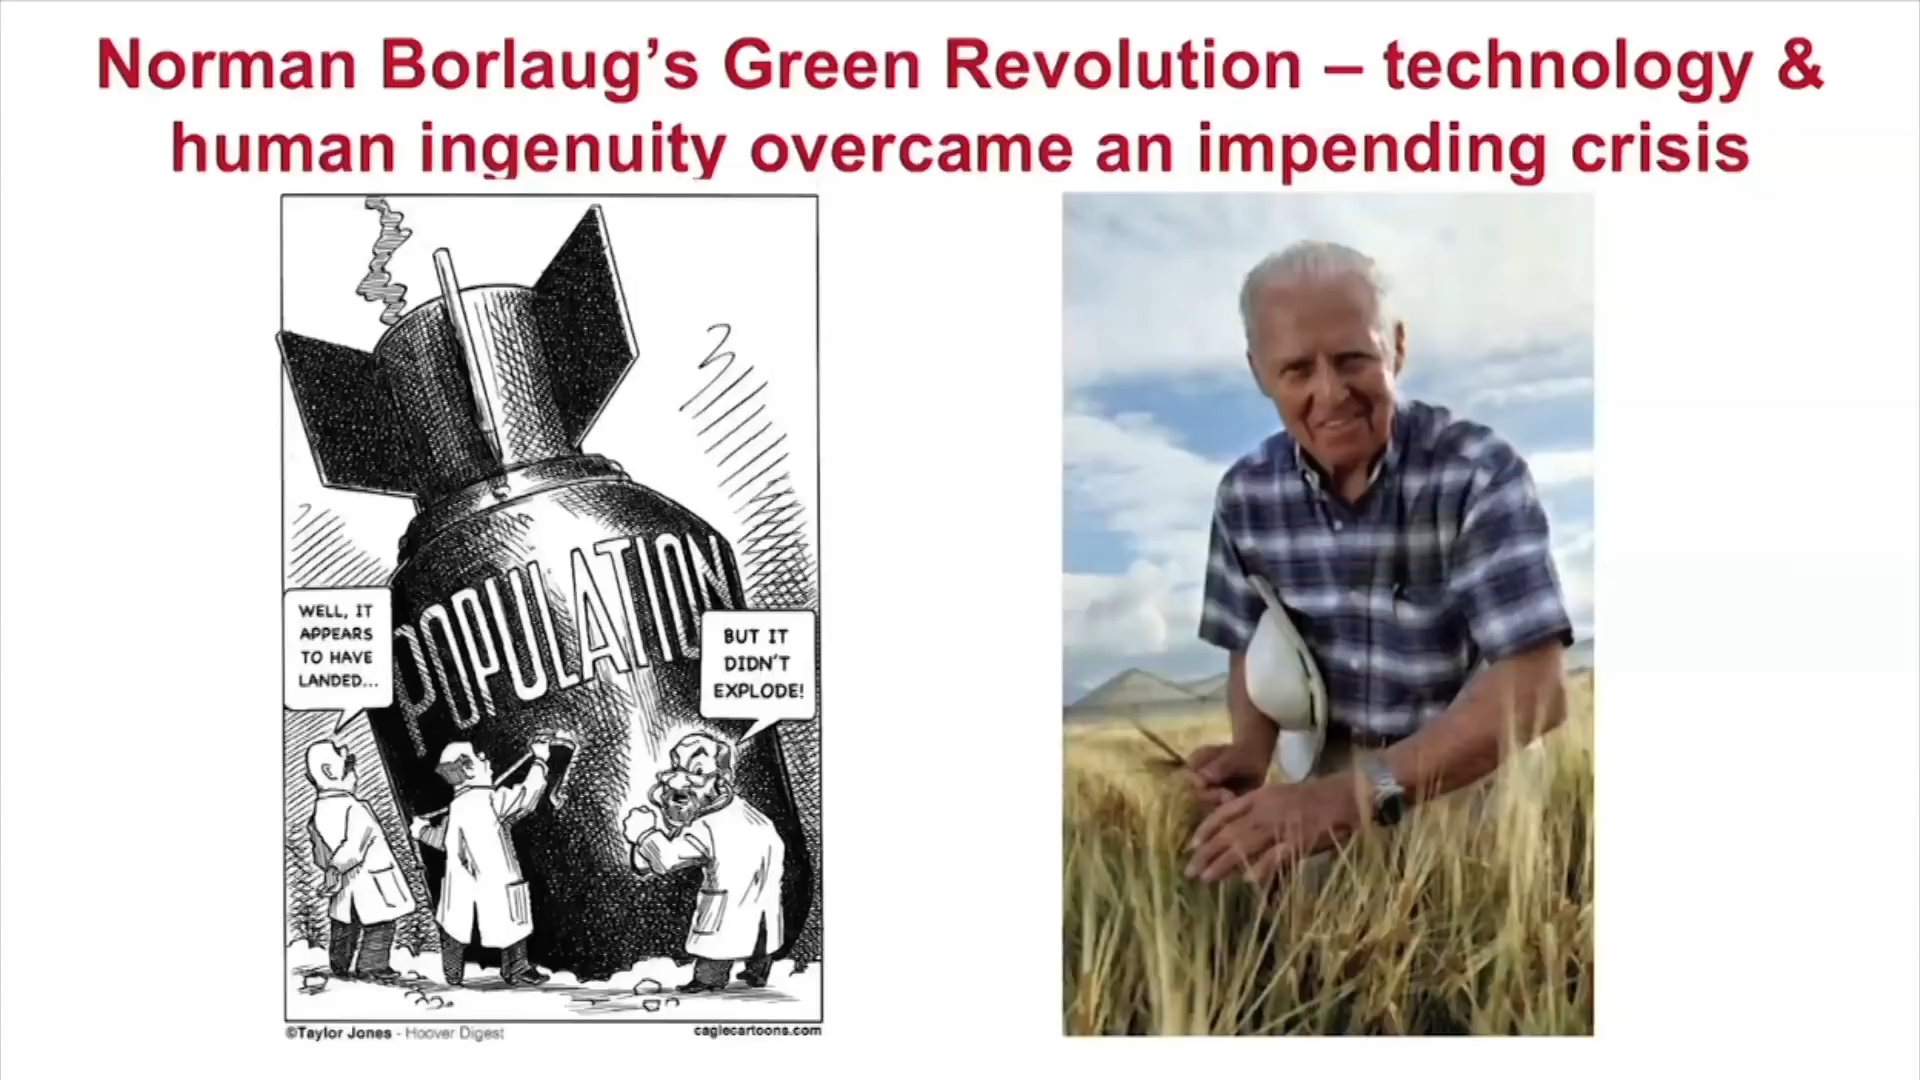 Norman Borlaug’s Green Revolution – technology &
human ingenuity overcame an impending crisis
POPULATION
WELL, IT
APPEARS
TO HAVE
LANDED...
BUT IT
DIDN'T
EXPLODE!
©Taylor Jones - Hoover Digest
caglecartoons.com